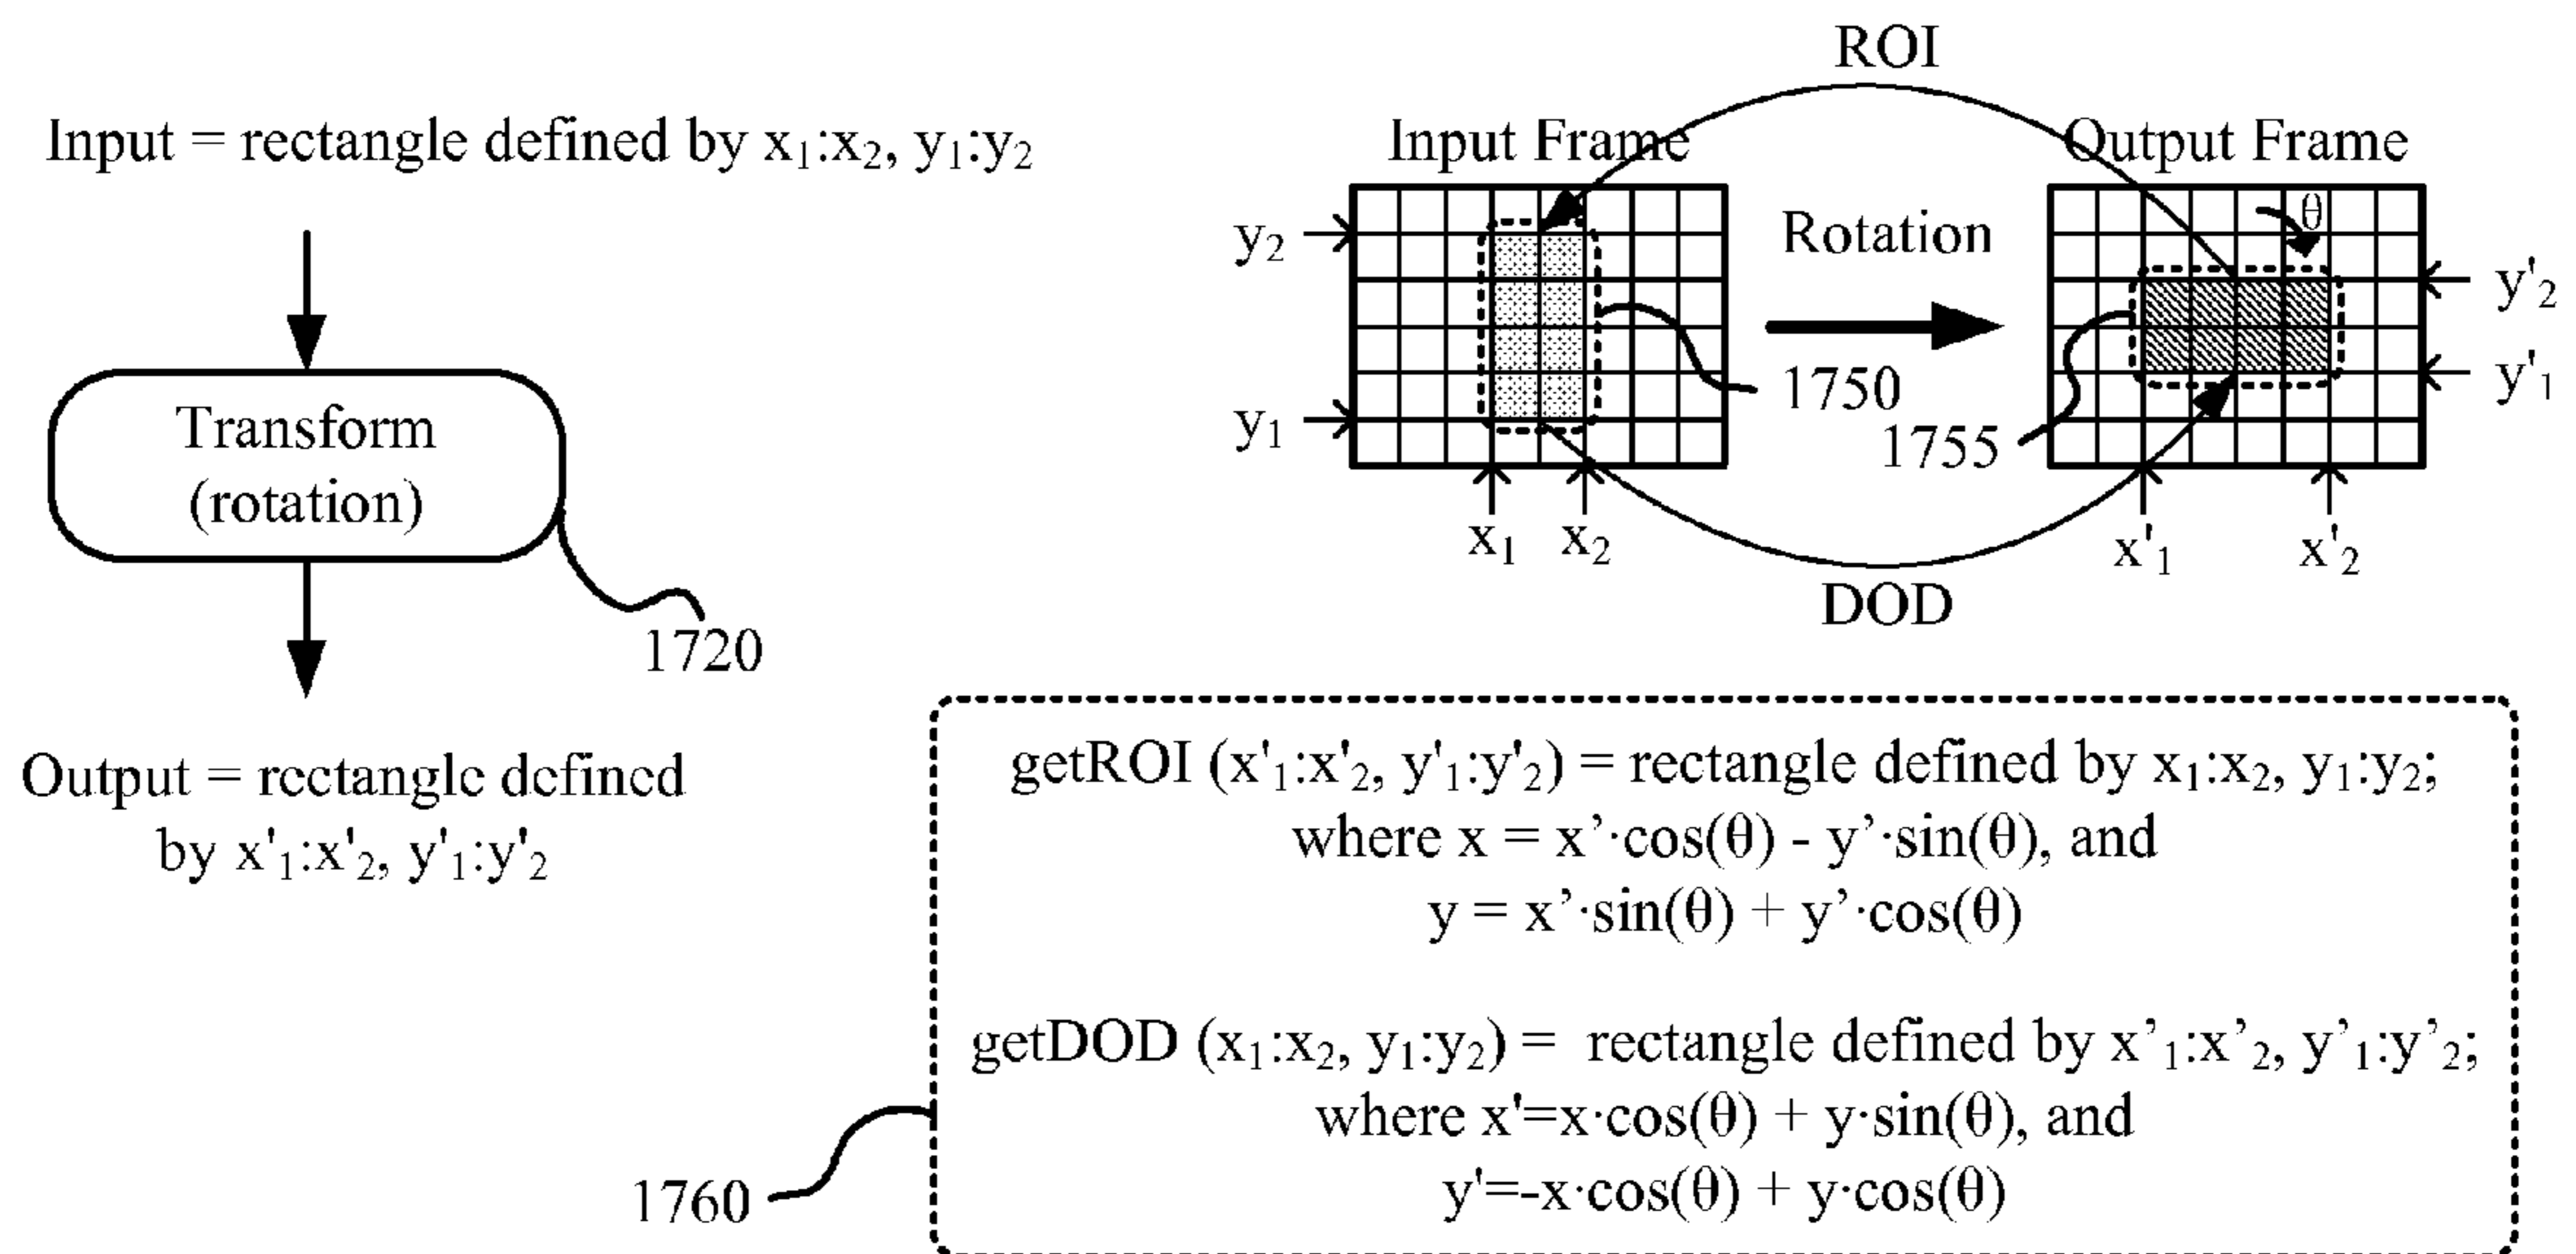 Input = rectangle defined by x₁:x₂, y₁:y₂
Transform
(rotation)
1720
Output = rectangle defined
by x'₁:x'₂, y'₁:y'₂
ROI
Input Frame
Output Frame
y₂
Rotation
θ
y'₂
1750
y'₁
y₁
1755
x₁
x₂
x'₁
x'₂
DOD
getROI (x'₁:x'₂, y'₁:y'₂) = rectangle defined by x₁:x₂, y₁:y₂;
where x = x’·cos(θ) - y’·sin(θ), and
y = x’·sin(θ) + y’·cos(θ)
getDOD (x₁:x₂, y₁:y₂) = rectangle defined by x’₁:x’₂, y’₁:y’₂;
where x'=x·cos(θ) + y·sin(θ), and
y'=-x·cos(θ) + y·cos(θ)
1760